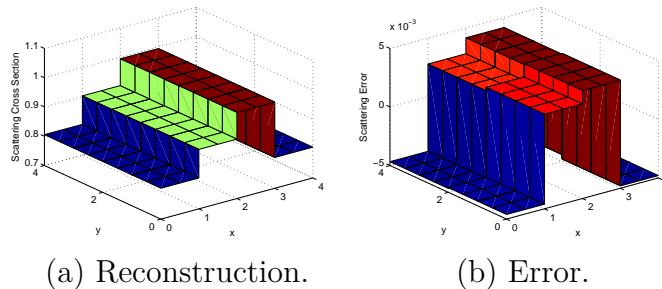 1.1
1
0.9
0.8
0.7
Scattering Cross Section
4
2
0
y
0
1
2
3
4
x
x 10⁻³
5
0
−5
Scattering Error
4
2
0
y
0
1
2
3
4
x
(a) Reconstruction.
(b) Error.